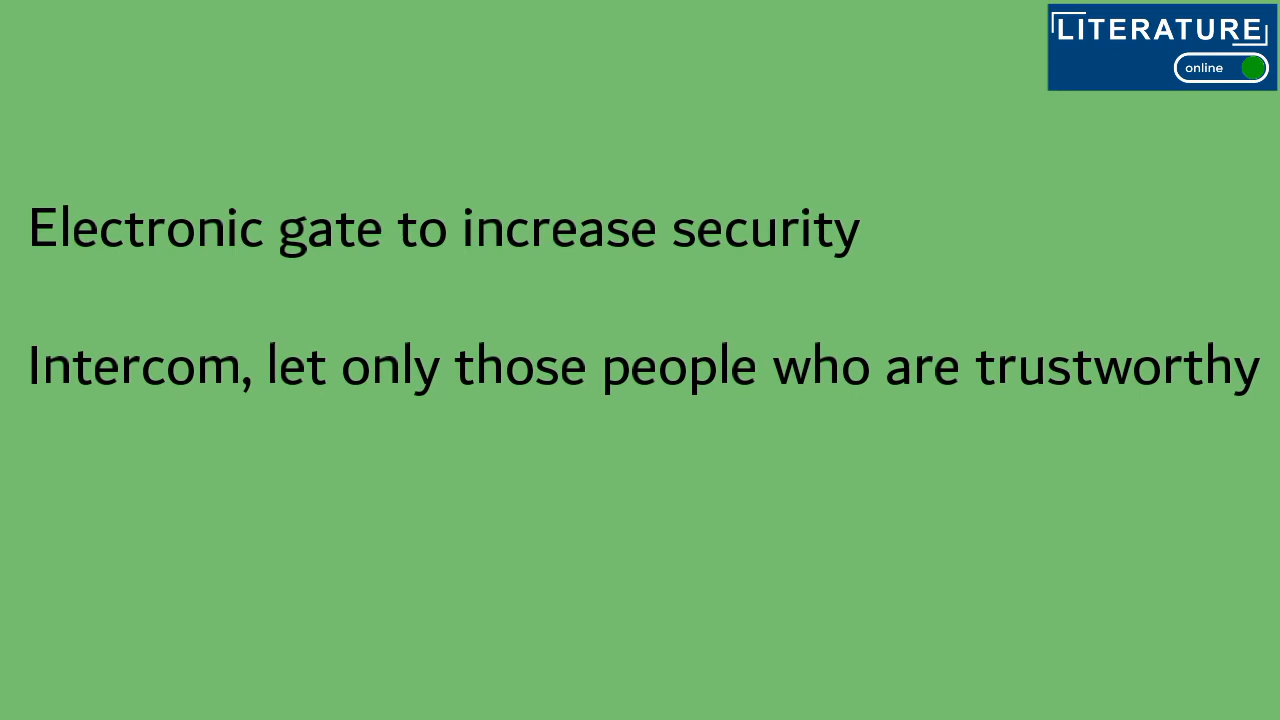 LITERATURE
online
Electronic gate to increase security
Intercom, let only those people who are trustworthy